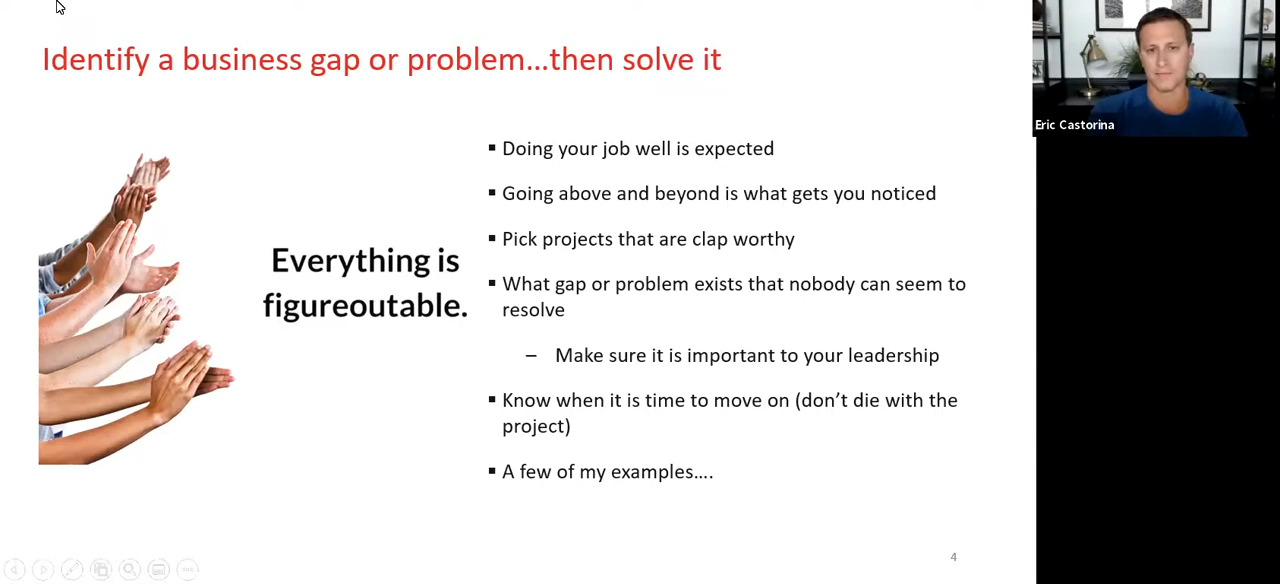 Identify a business gap or problem...then solve it
Eric Castorina
Everything is
figureoutable.
▪ Doing your job well is expected
▪ Going above and beyond is what gets you noticed
▪ Pick projects that are clap worthy
▪ What gap or problem exists that nobody can seem to
resolve
– Make sure it is important to your leadership
▪ Know when it is time to move on (don’t die with the
project)
▪ A few of my examples....
4